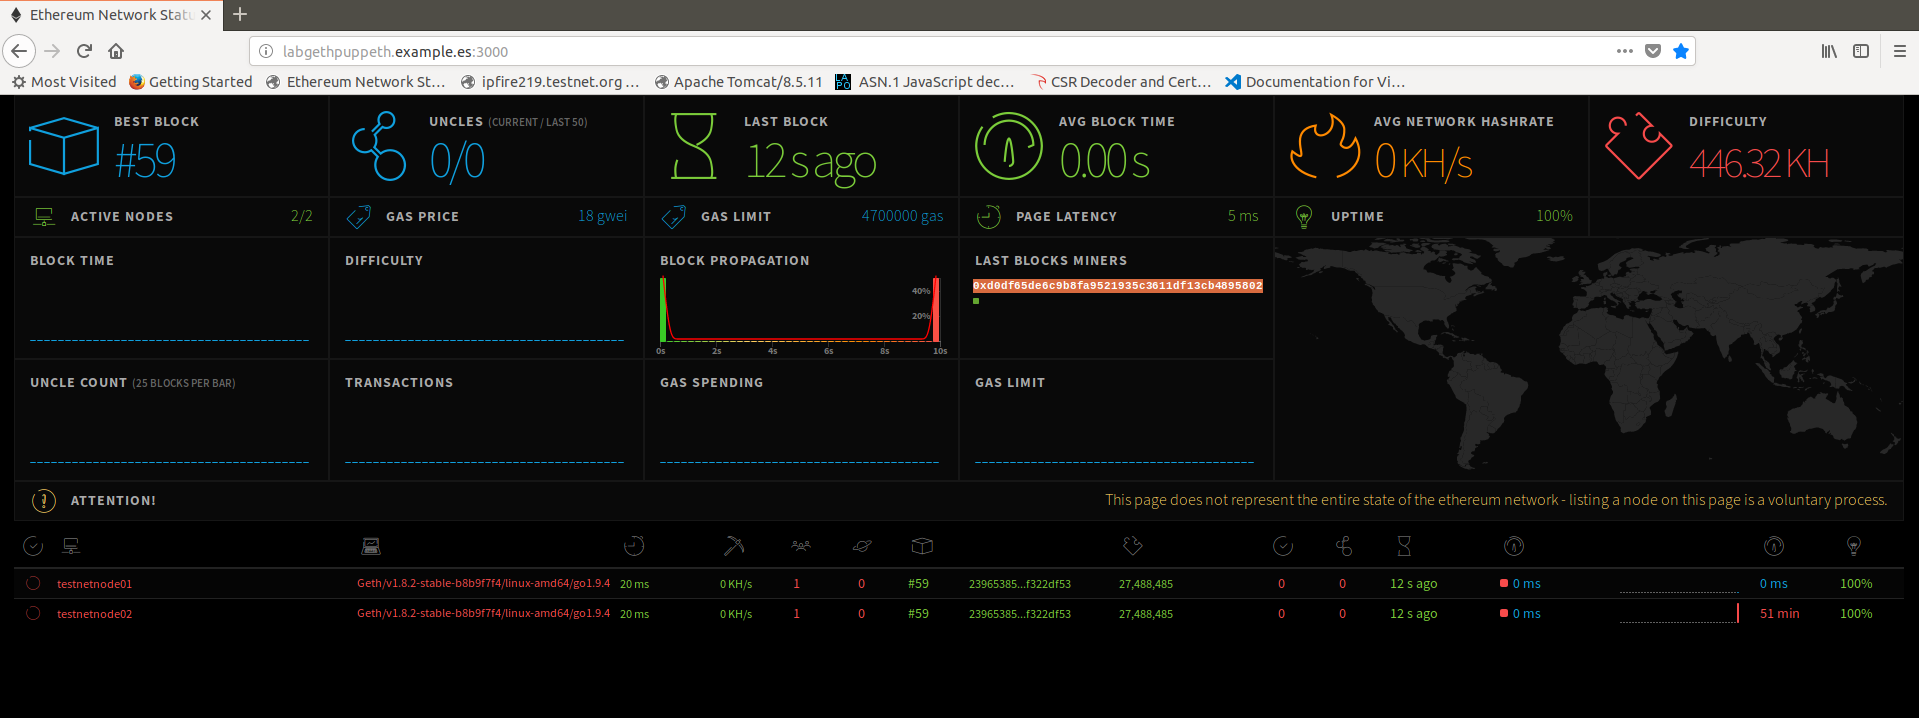 Ethereum Network Statu
labgethpuppeth.example.es:3000
Most Visited Getting Started Ethereum Network St... ipfire219.testnet.org ... Apache Tomcat/8.5.11 ASN.1 JavaScript dec... CSR Decoder and Cert... Documentation for Vi...
BEST BLOCK
#59
UNCLES (CURRENT / LAST 50)
0/0
LAST BLOCK
12 s ago
AVG BLOCK TIME
0.00 s
AVG NETWORK HASHRATE
0 KH/s
DIFFICULTY
446.32 KH
ACTIVE NODES 2/2
GAS PRICE 18 gwei
GAS LIMIT 4700000 gas
PAGE LATENCY 5 ms
UPTIME 100%
BLOCK TIME
DIFFICULTY
BLOCK PROPAGATION
40%
20%
0s 2s 4s 6s 8s 10s
LAST BLOCKS MINERS
0xd0df65de6c9b8fa9521935c3611df13cb4895802
UNCLE COUNT (25 BLOCKS PER BAR)
TRANSACTIONS
GAS SPENDING
GAS LIMIT
ATTENTION! This page does not represent the entire state of the ethereum network - listing a node on this page is a voluntary process.
testnetnode01 Geth/v1.8.2-stable-b8b9f7f4/linux-amd64/go1.9.4 20 ms 0 KH/s 1 0 #59 23965385...f322df53 27,488,485 0 0 12 s ago 0 ms 0 ms 100%
testnetnode02 Geth/v1.8.2-stable-b8b9f7f4/linux-amd64/go1.9.4 20 ms 0 KH/s 1 0 #59 23965385...f322df53 27,488,485 0 0 12 s ago 0 ms 51 min 100%